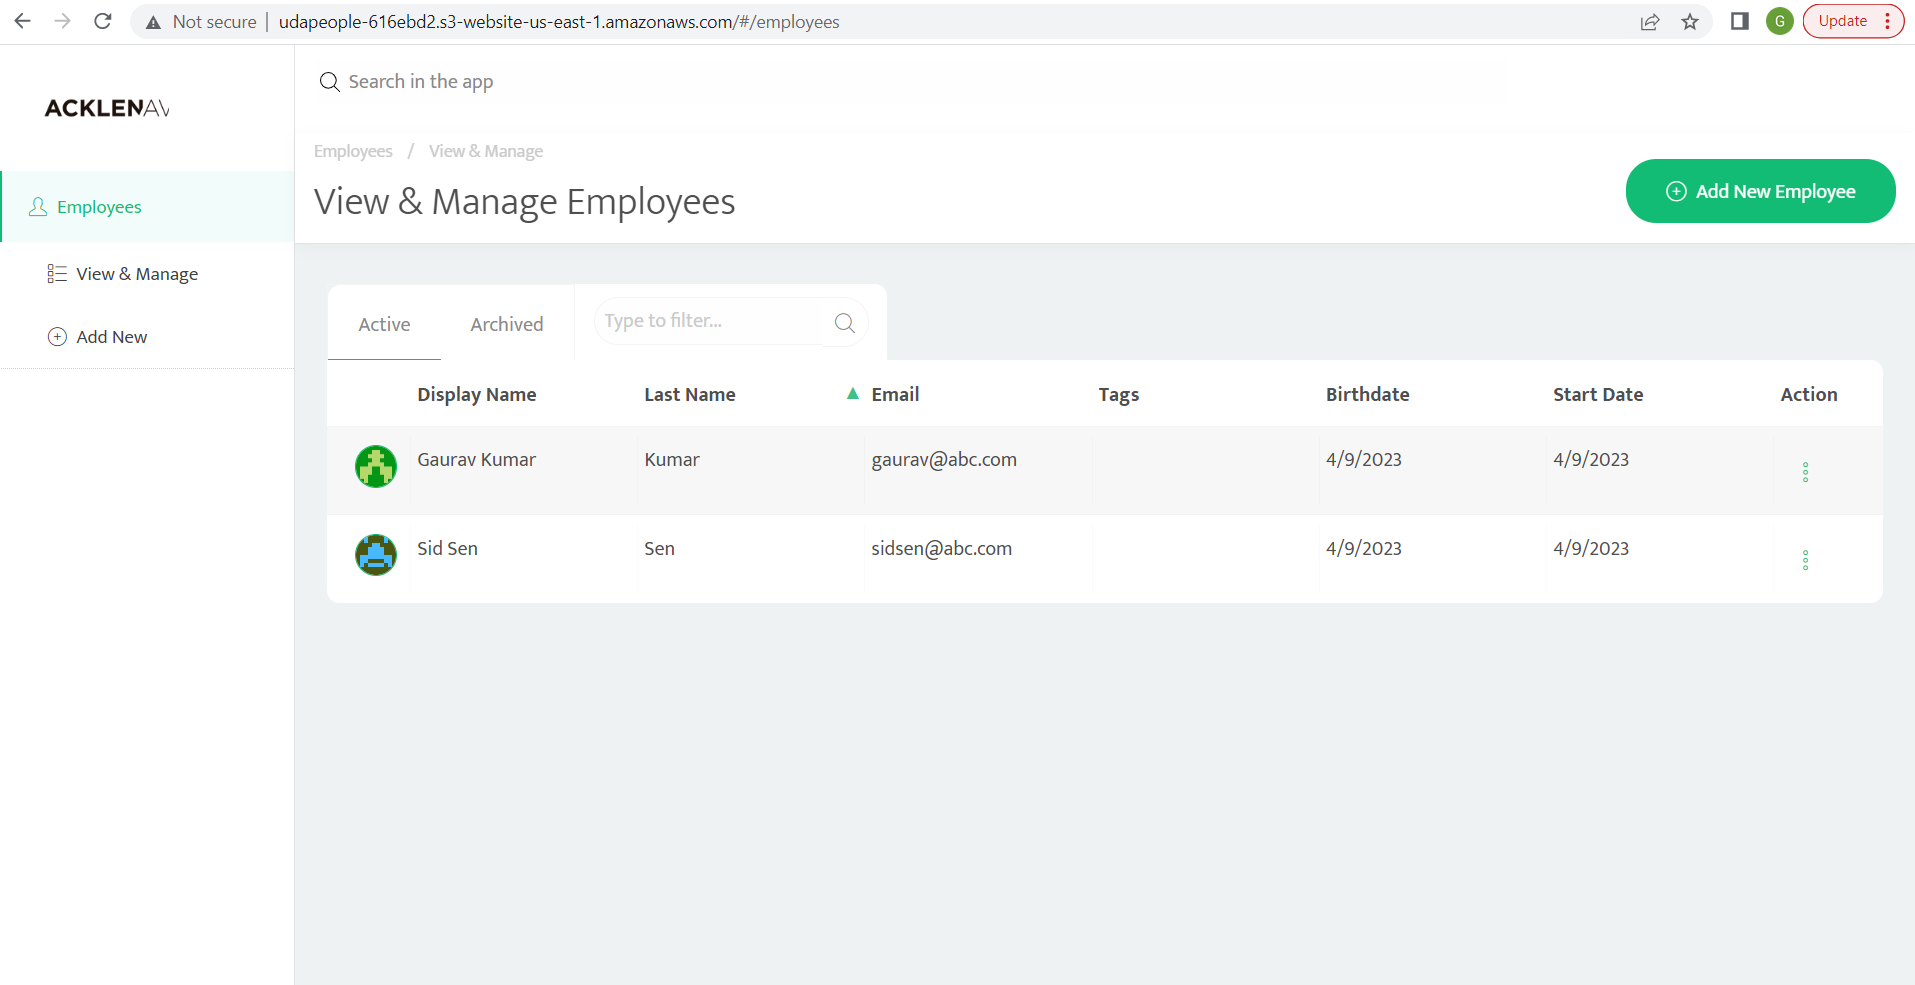 Not secure | udapeople-616ebd2.s3-website-us-east-1.amazonaws.com/#/employees G Update
ACKLENAV
Search in the app
Employees / View & Manage
View & Manage Employees
Add New Employee
Employees
View & Manage
Add New
Active Archived Type to filter...
Display Name Last Name ▲ Email Tags Birthdate Start Date Action
Gaurav Kumar Kumar gaurav@abc.com 4/9/2023 4/9/2023
Sid Sen Sen sidsen@abc.com 4/9/2023 4/9/2023